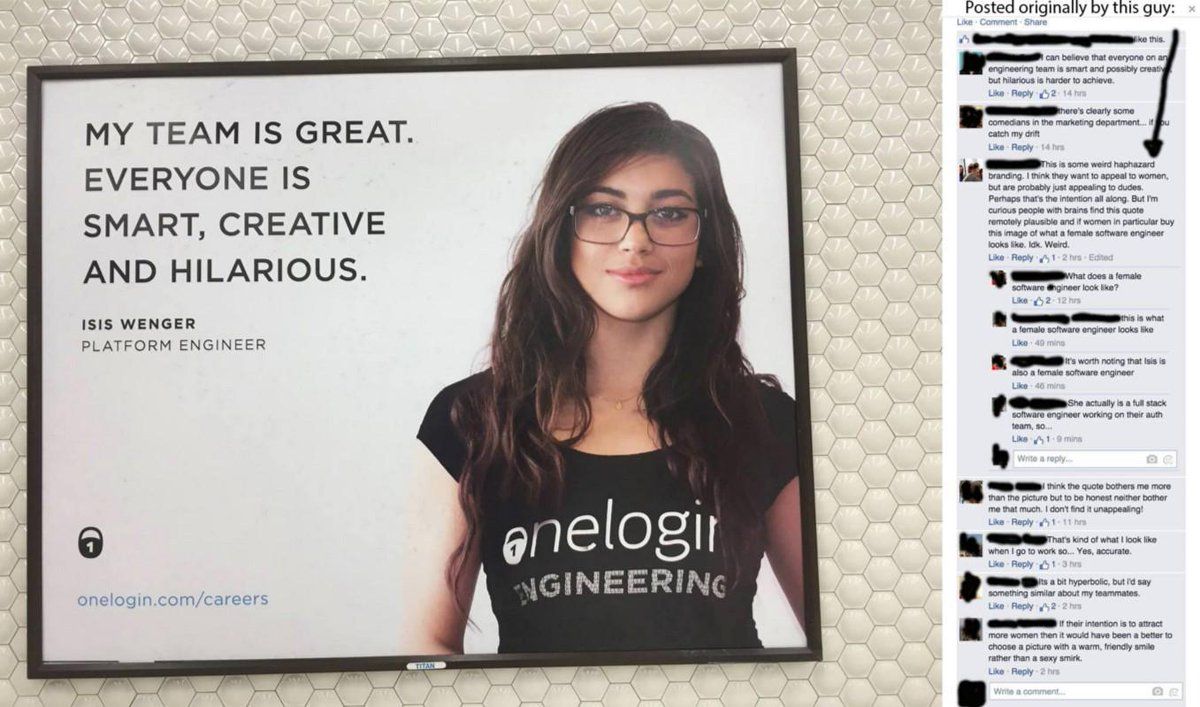 MY TEAM IS GREAT.
EVERYONE IS
SMART, CREATIVE
AND HILARIOUS.
ISIS WENGER
PLATFORM ENGINEER
1
onelogin.com/careers
onelogin
ENGINEERING
TITAN
Posted originally by this guy:
Like · Comment · Share
like this.
I can believe that everyone on an
engineering team is smart and possibly creative
but hilarious is harder to achieve.
Like · Reply · 2 · 14 hrs
there's clearly some
comedians in the marketing department... if you
catch my drift
Like · Reply · 14 hrs
This is some weird haphazard
branding. I think they want to appeal to women,
but are probably just appealing to dudes.
Perhaps that's the intention all along. But I'm
curious people with brains find this quote
remotely plausible and if women in particular buy
this image of what a female software engineer
looks like. Idk. Weird.
Like · Reply · 1 · 2 hrs · Edited
What does a female
software engineer look like?
Like · 2 · 12 hrs
this is what
a female software engineer looks like
Like · 49 mins
It's worth noting that Isis is
also a female software engineer
Like · 46 mins
She actually is a full stack
software engineer working on their auth
team, so...
Like · 1 · 9 mins
Write a reply...
I think the quote bothers me more
than the picture but to be honest neither bother
me that much. I don't find it unappealing!
Like · Reply · 1 · 11 hrs
That's kind of what I look like
when I go to work so... Yes, accurate.
Like · Reply · 1 · 3 hrs
Its a bit hyperbolic, but I'd say
something similar about my teammates.
Like · Reply · 2 · 2 hrs
If their intention is to attract
more women then it would have been a better to
choose a picture with a warm, friendly smile
rather than a sexy smirk.
Like · Reply · 2 hrs
Write a comment...